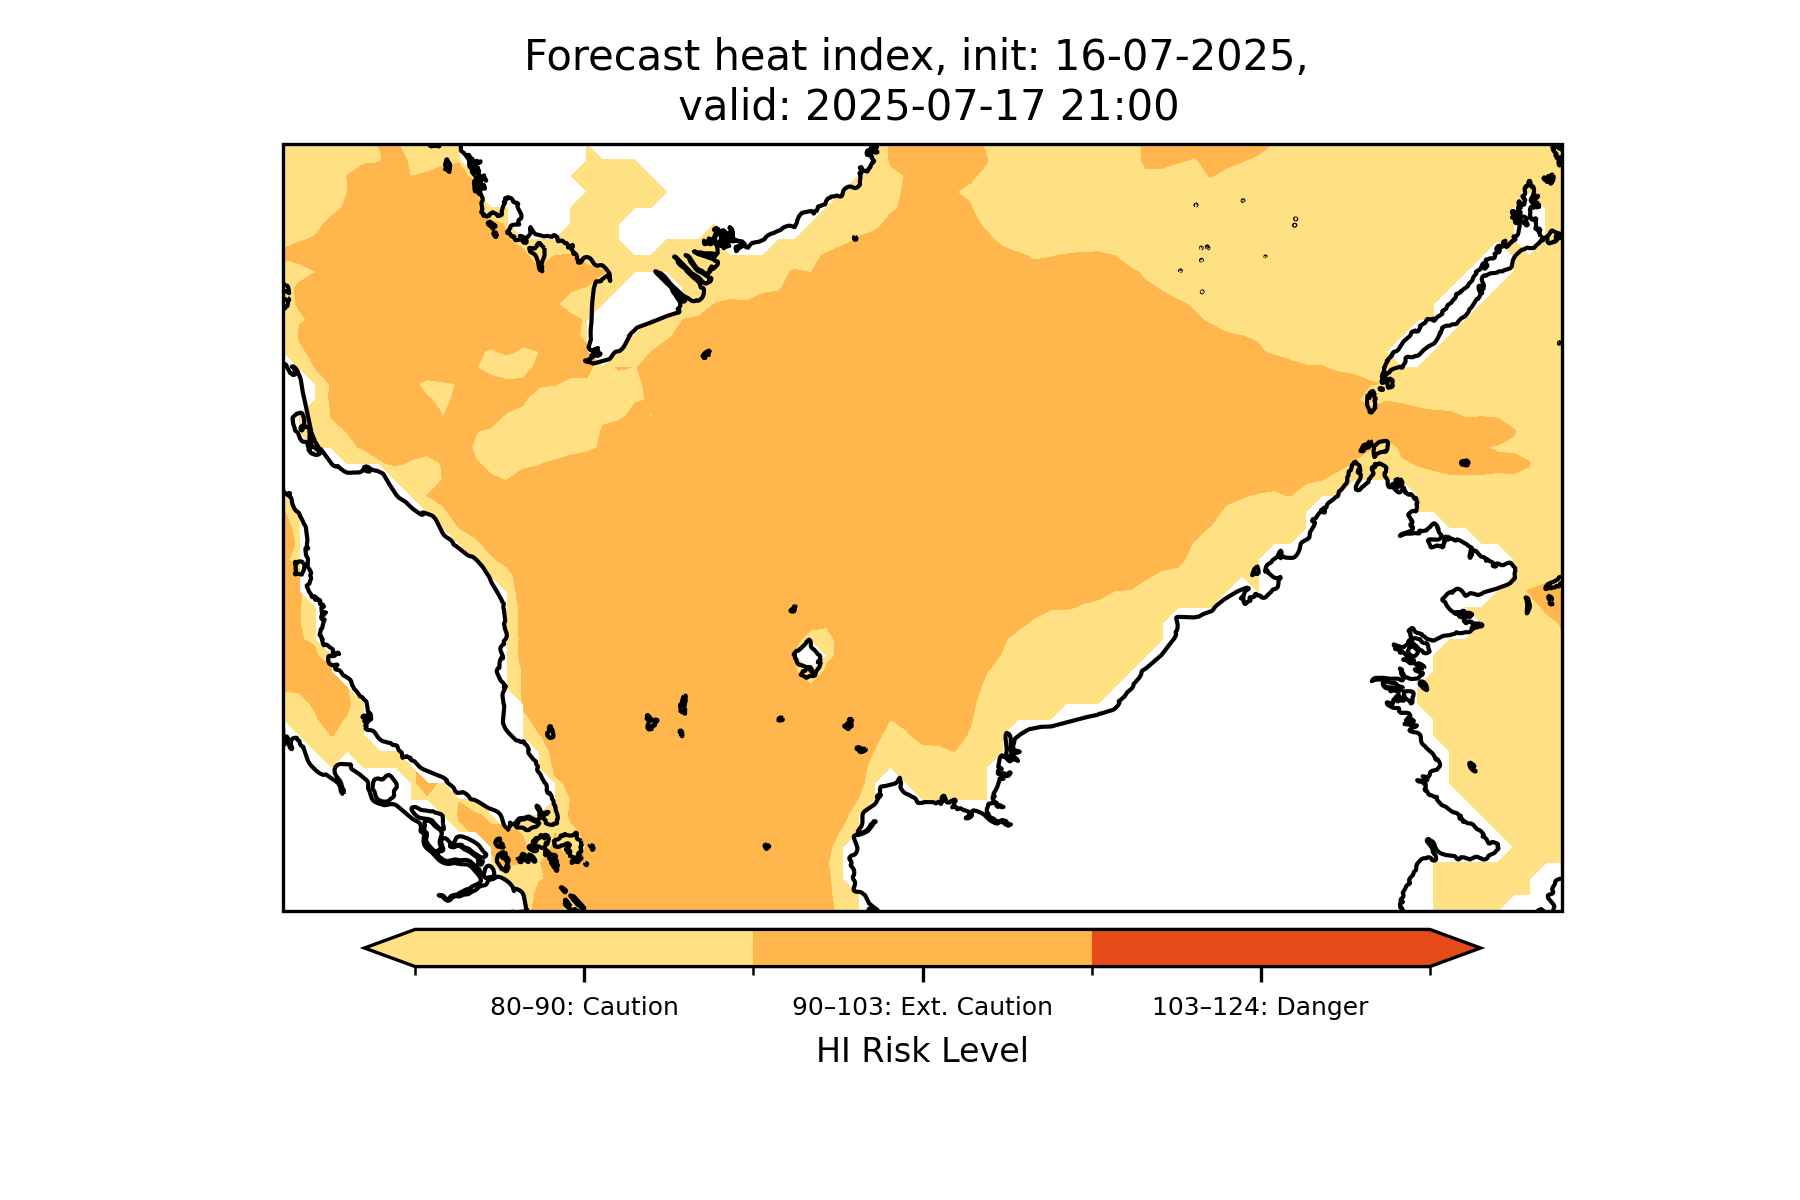 Forecast heat index, init: 16-07-2025,
valid: 2025-07-17 21:00
80–90: Caution
90–103: Ext. Caution
103–124: Danger
HI Risk Level